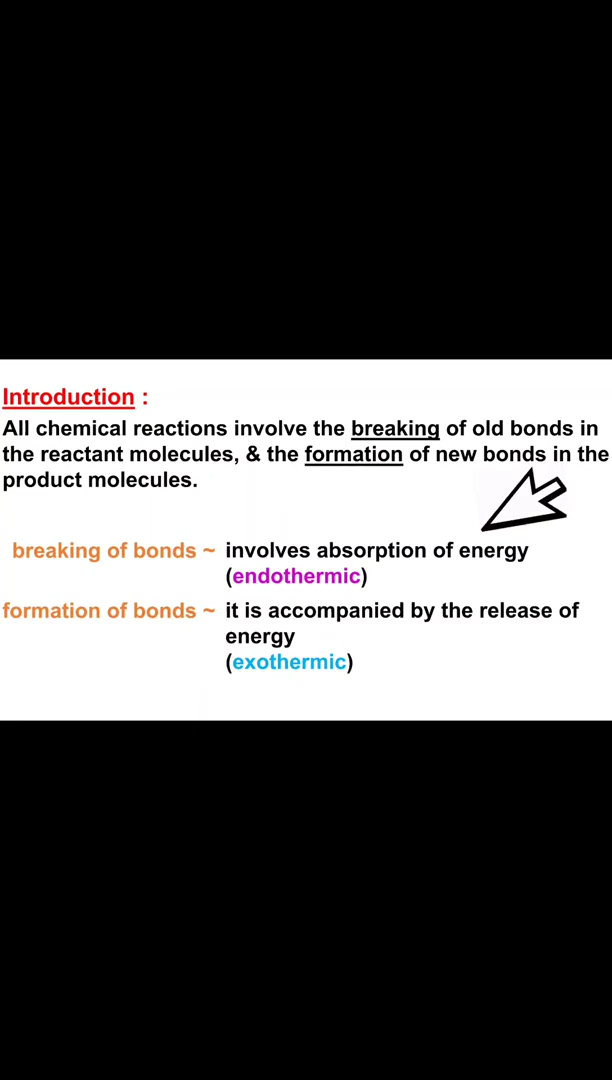 Introduction :
All chemical reactions involve the breaking of old bonds in
the reactant molecules, & the formation of new bonds in the
product molecules.
breaking of bonds ~ involves absorption of energy
(endothermic)
formation of bonds ~ it is accompanied by the release of
energy
(exothermic)